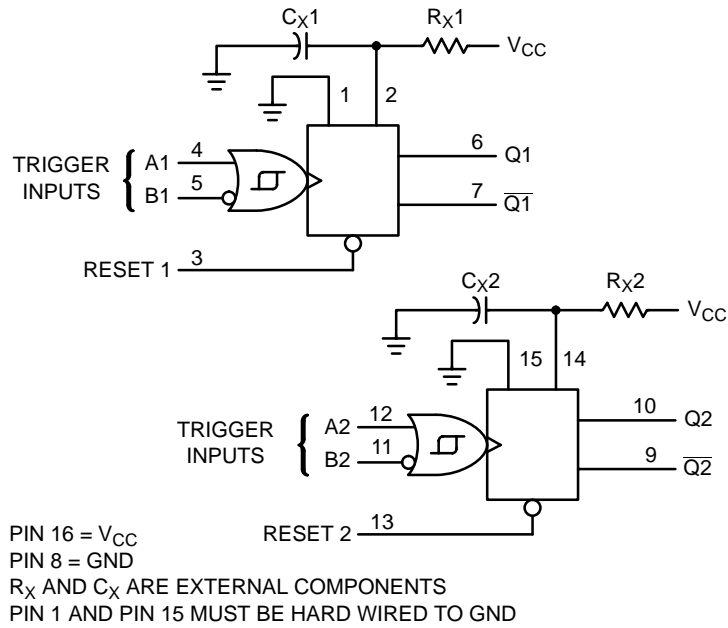 CX1
RX1
VCC
1
2
TRIGGER
INPUTS
A1
4
B1
5
6
Q1
7
Q1
RESET 1
3
CX2
RX2
VCC
15
14
TRIGGER
INPUTS
A2
12
B2
11
10
Q2
9
Q2
RESET 2
13
PIN 16 = VCC
PIN 8 = GND
RX AND CX ARE EXTERNAL COMPONENTS
PIN 1 AND PIN 15 MUST BE HARD WIRED TO GND